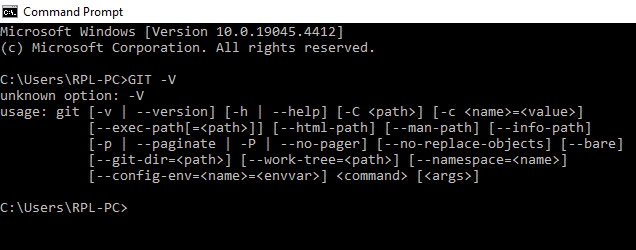 Command Prompt
Microsoft Windows [Version 10.0.19045.4412]
(c) Microsoft Corporation. All rights reserved.
C:\Users\RPL-PC>GIT -V
unknown option: -V
usage: git [-v | --version] [-h | --help] [-C <path>] [-c <name>=<value>]
[--exec-path[=<path>]] [--html-path] [--man-path] [--info-path]
[-p | --paginate | -P | --no-pager] [--no-replace-objects] [--bare]
[--git-dir=<path>] [--work-tree=<path>] [--namespace=<name>]
[--config-env=<name>=<envvar>] <command> [<args>]
C:\Users\RPL-PC>